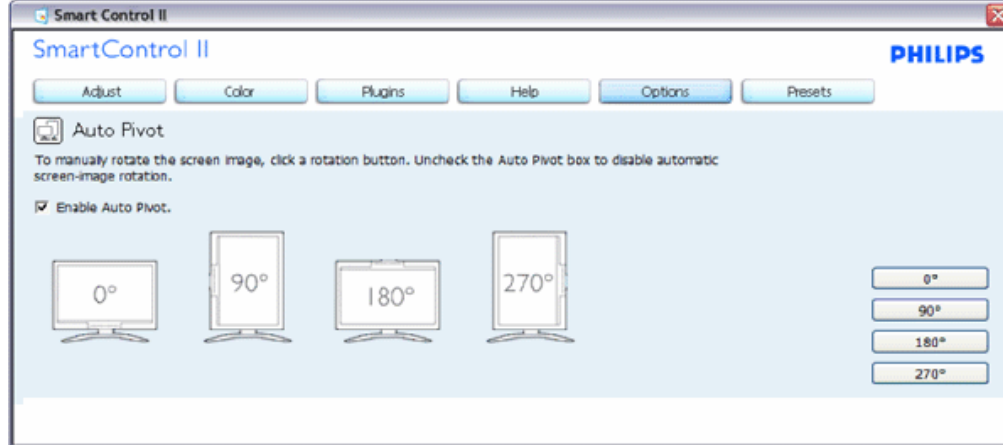 Smart Control II
SmartControl II
PHILIPS
Adjust Color Plugins Help Options Presets
Auto Pivot
To manually rotate the screen image, click a rotation button. Uncheck the Auto Pivot box to disable automatic
screen-image rotation.
Enable Auto Pivot.
0° 90° 180° 270°
0°
90°
180°
270°